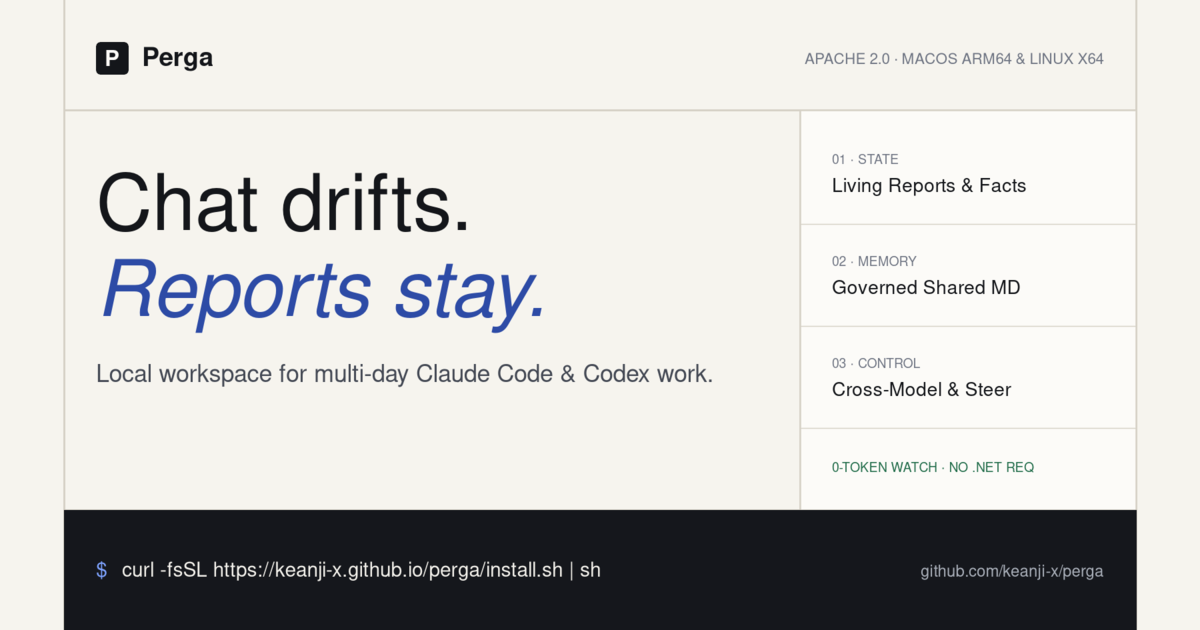 P Perga
APACHE 2.0 · MACOS ARM64 & LINUX X64
Chat drifts.
Reports stay.
Local workspace for multi-day Claude Code & Codex work.
01 · STATE
Living Reports & Facts
02 · MEMORY
Governed Shared MD
03 · CONTROL
Cross-Model & Steer
0-TOKEN WATCH · NO .NET REQ
$ curl -fsSL https://keanji-x.github.io/perga/install.sh | sh
github.com/keanji-x/perga